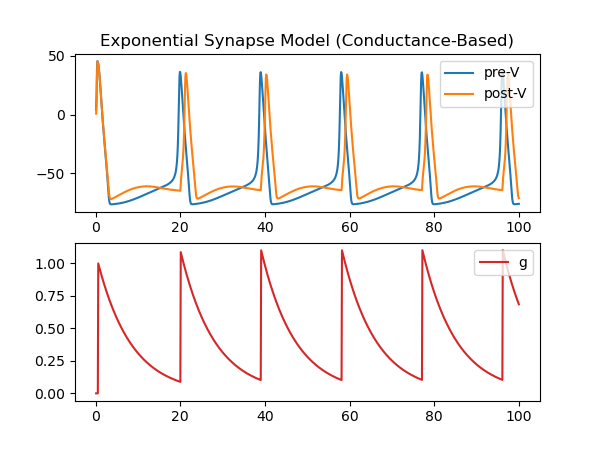 Exponential Synapse Model (Conductance-Based)
50
0
−50
pre-V
post-V
0 20 40 60 80 100
1.00
0.75
0.50
0.25
0.00
g
0 20 40 60 80 100